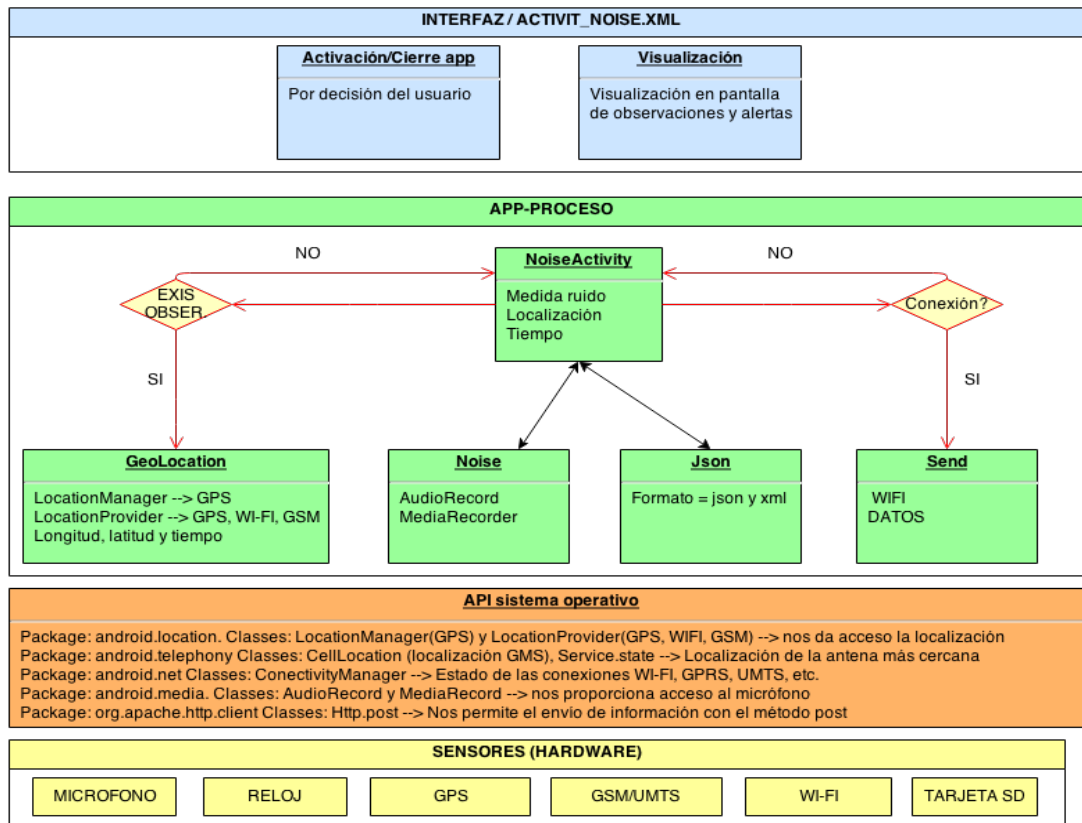 INTERFAZ / ACTIVIT_NOISE.XML
Activación/Cierre app
Por decisión del usuario
Visualización
Visualización en pantalla
de observaciones y alertas
APP-PROCESO
NO
NoiseActivity
NO
Medida ruido
Localización
Tiempo
EXIS
OBSER.
Conexión?
SI
SI
GeoLocation
LocationManager --> GPS
LocationProvider --> GPS, WI-FI, GSM
Longitud, latitud y tiempo
Noise
AudioRecord
MediaRecorder
Json
Formato = json y xml
Send
WIFI
DATOS
API sistema operativo
Package: android.location. Classes: LocationManager(GPS) y LocationProvider(GPS, WIFI, GSM) --> nos da acceso la localización
Package: android.telephony Classes: CellLocation (localización GMS), Service.state --> Localización de la antena más cercana
Package: android.net Classes: ConectivityManager --> Estado de las conexiones WI-FI, GPRS, UMTS, etc.
Package: android.media. Classes: AudioRecord y MediaRecord --> nos proporciona acceso al micrófono
Package: org.apache.http.client Classes: Http.post --> Nos permite el envio de información con el método post
SENSORES (HARDWARE)
MICROFONO
RELOJ
GPS
GSM/UMTS
WI-FI
TARJETA SD